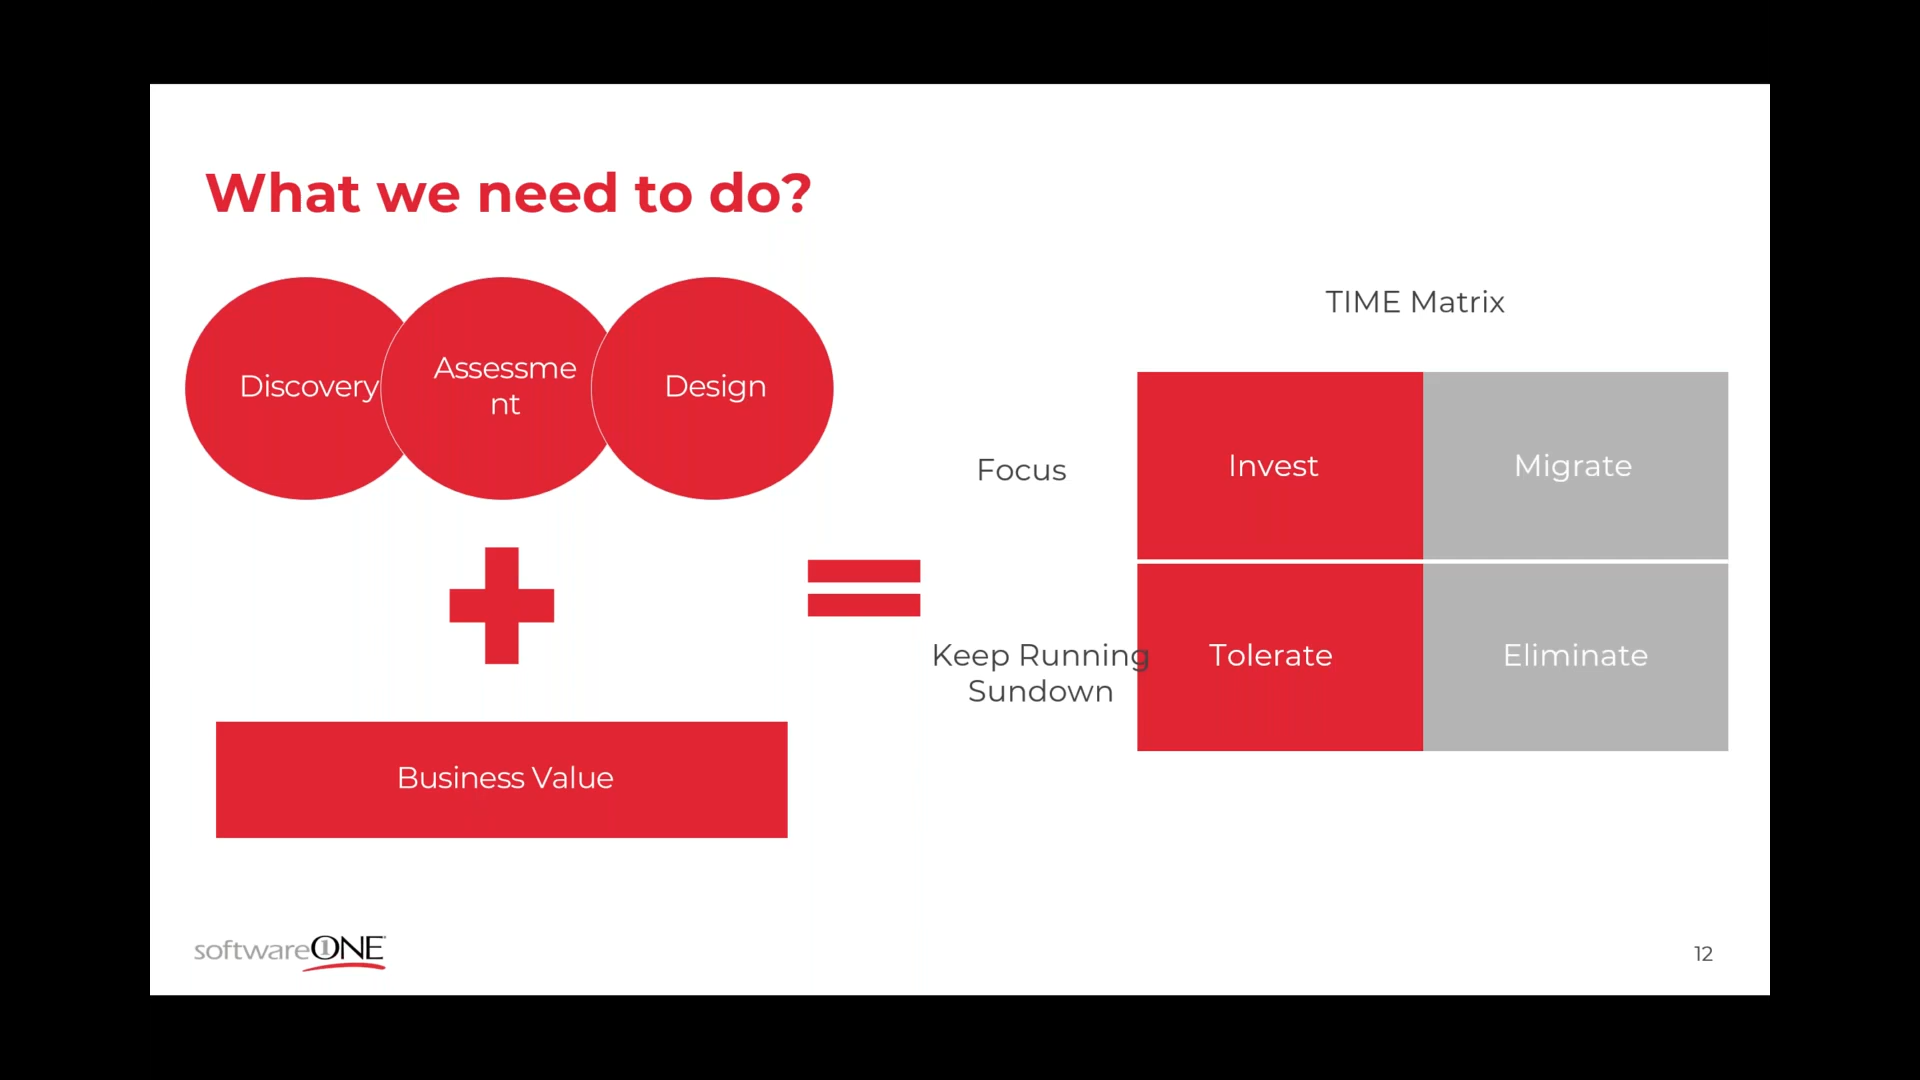 What we need to do?
Discovery
Assessme
nt
Design
Business Value
TIME Matrix
Focus
Invest
Migrate
Keep Running
Sundown
Tolerate
Eliminate
software1ONE
12